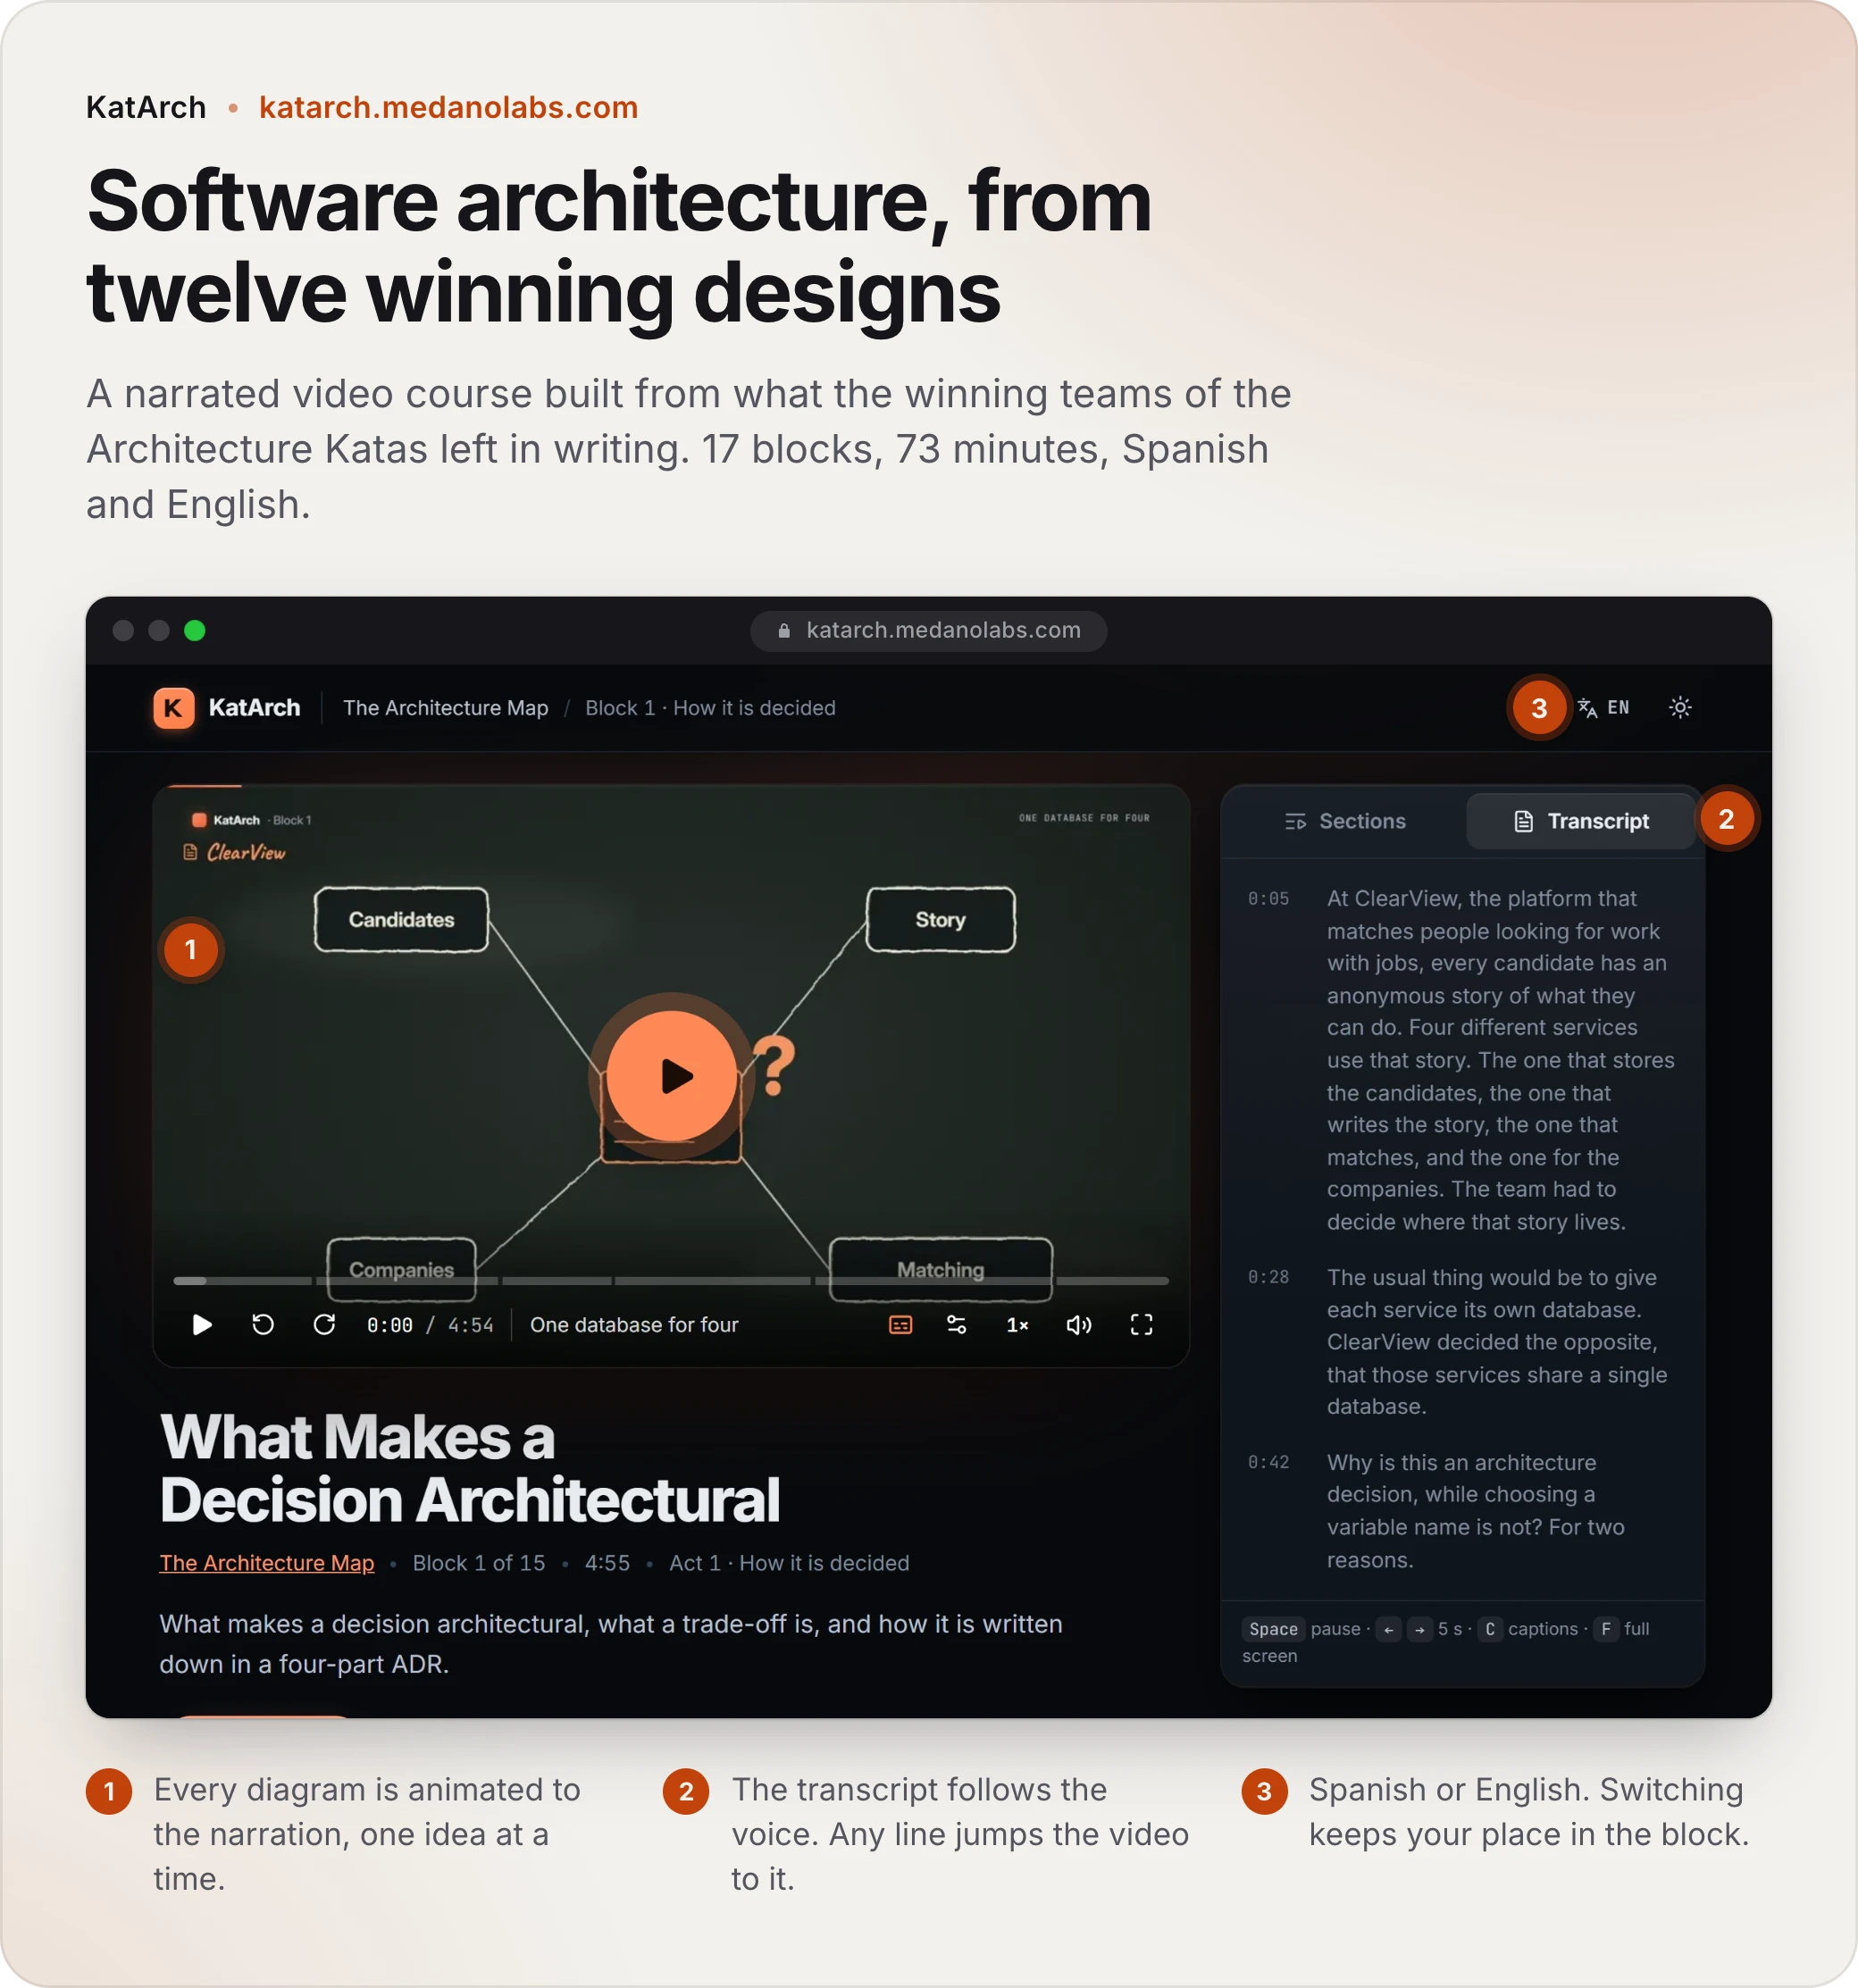 KatArch • katarch.medanolabs.com
Software architecture, from
twelve winning designs
A narrated video course built from what the winning teams of the
Architecture Katas left in writing. 17 blocks, 73 minutes, Spanish
and English.
katarch.medanolabs.com
K KatArch The Architecture Map / Block 1 · How it is decided
3 EN
KatArch · Block 1
ONE DATABASE FOR FOUR
ClearView
Candidates
Story
1
?
Companies
Matching
0:00 / 4:54 One database for four
1×
Sections
Transcript
2
0:05 At ClearView, the platform that
matches people looking for work
with jobs, every candidate has an
anonymous story of what they
can do. Four different services
use that story. The one that stores
the candidates, the one that
writes the story, the one that
matches, and the one for the
companies. The team had to
decide where that story lives.
0:28 The usual thing would be to give
each service its own database.
ClearView decided the opposite,
that those services share a single
database.
0:42 Why is this an architecture
decision, while choosing a
variable name is not? For two
reasons.
Space pause · ← → 5 s · C captions · F full
screen
What Makes a
Decision Architectural
The Architecture Map • Block 1 of 15 • 4:55 • Act 1 · How it is decided
What makes a decision architectural, what a trade-off is, and how it is written
down in a four-part ADR.
1 Every diagram is animated to
the narration, one idea at a
time.
2 The transcript follows the
voice. Any line jumps the video
to it.
3 Spanish or English. Switching
keeps your place in the block.